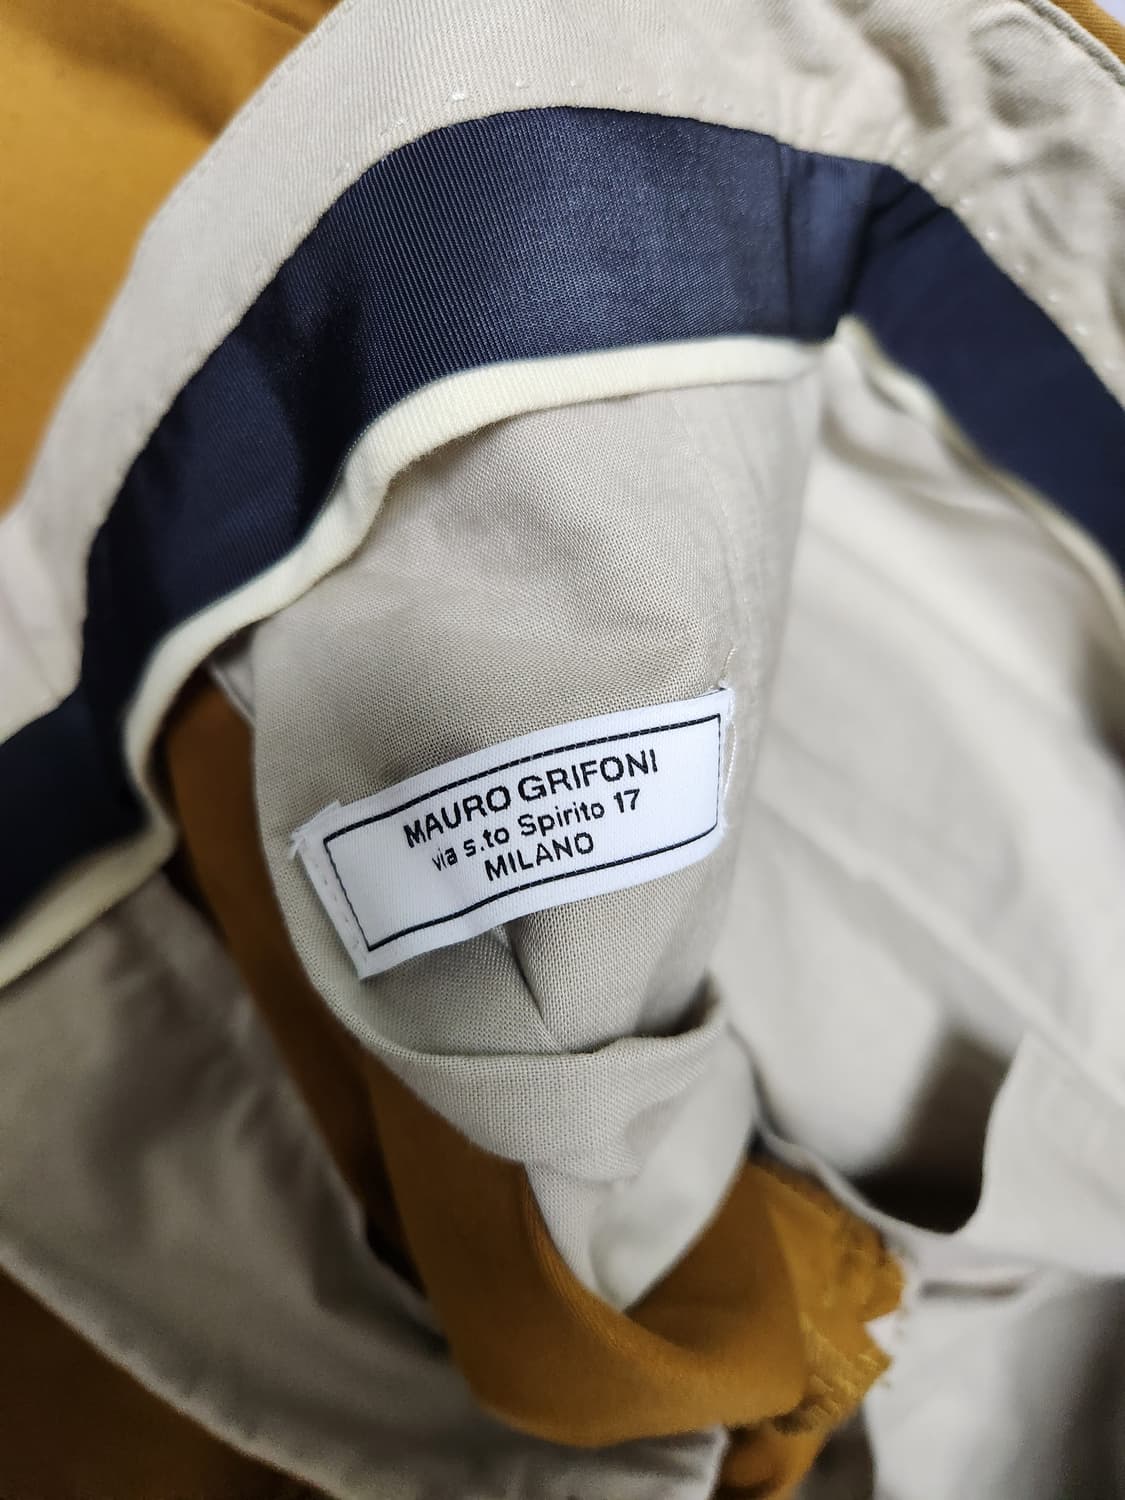 MAURO GRIFONI
via s.to Spirito 17
MILANO